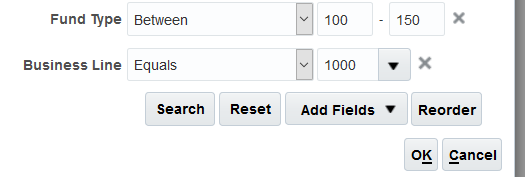 Fund Type Between 100 - 150
Business Line Equals 1000
Search Reset Add Fields Reorder
OK Cancel